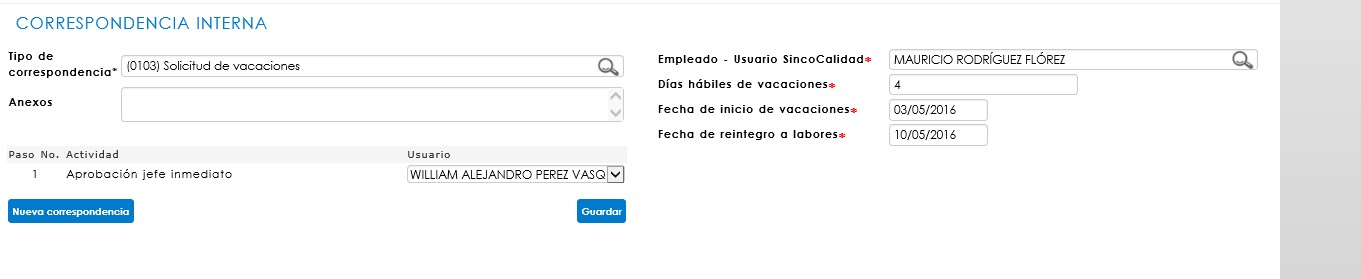 CORRESPONDENCIA INTERNA
Tipo de
correspondencia* (0103) Solicitud de vacaciones
Anexos
Empleado - Usuario SincoCalidad* MAURICIO RODRÍGUEZ FLÓREZ
Días hábiles de vacaciones* 4
Fecha de inicio de vacaciones* 03/05/2016
Fecha de reintegro a labores* 10/05/2016
Paso No. Actividad Usuario
1 Aprobación jefe inmediato WILLIAM ALEJANDRO PEREZ VASQ
Nueva correspondencia Guardar